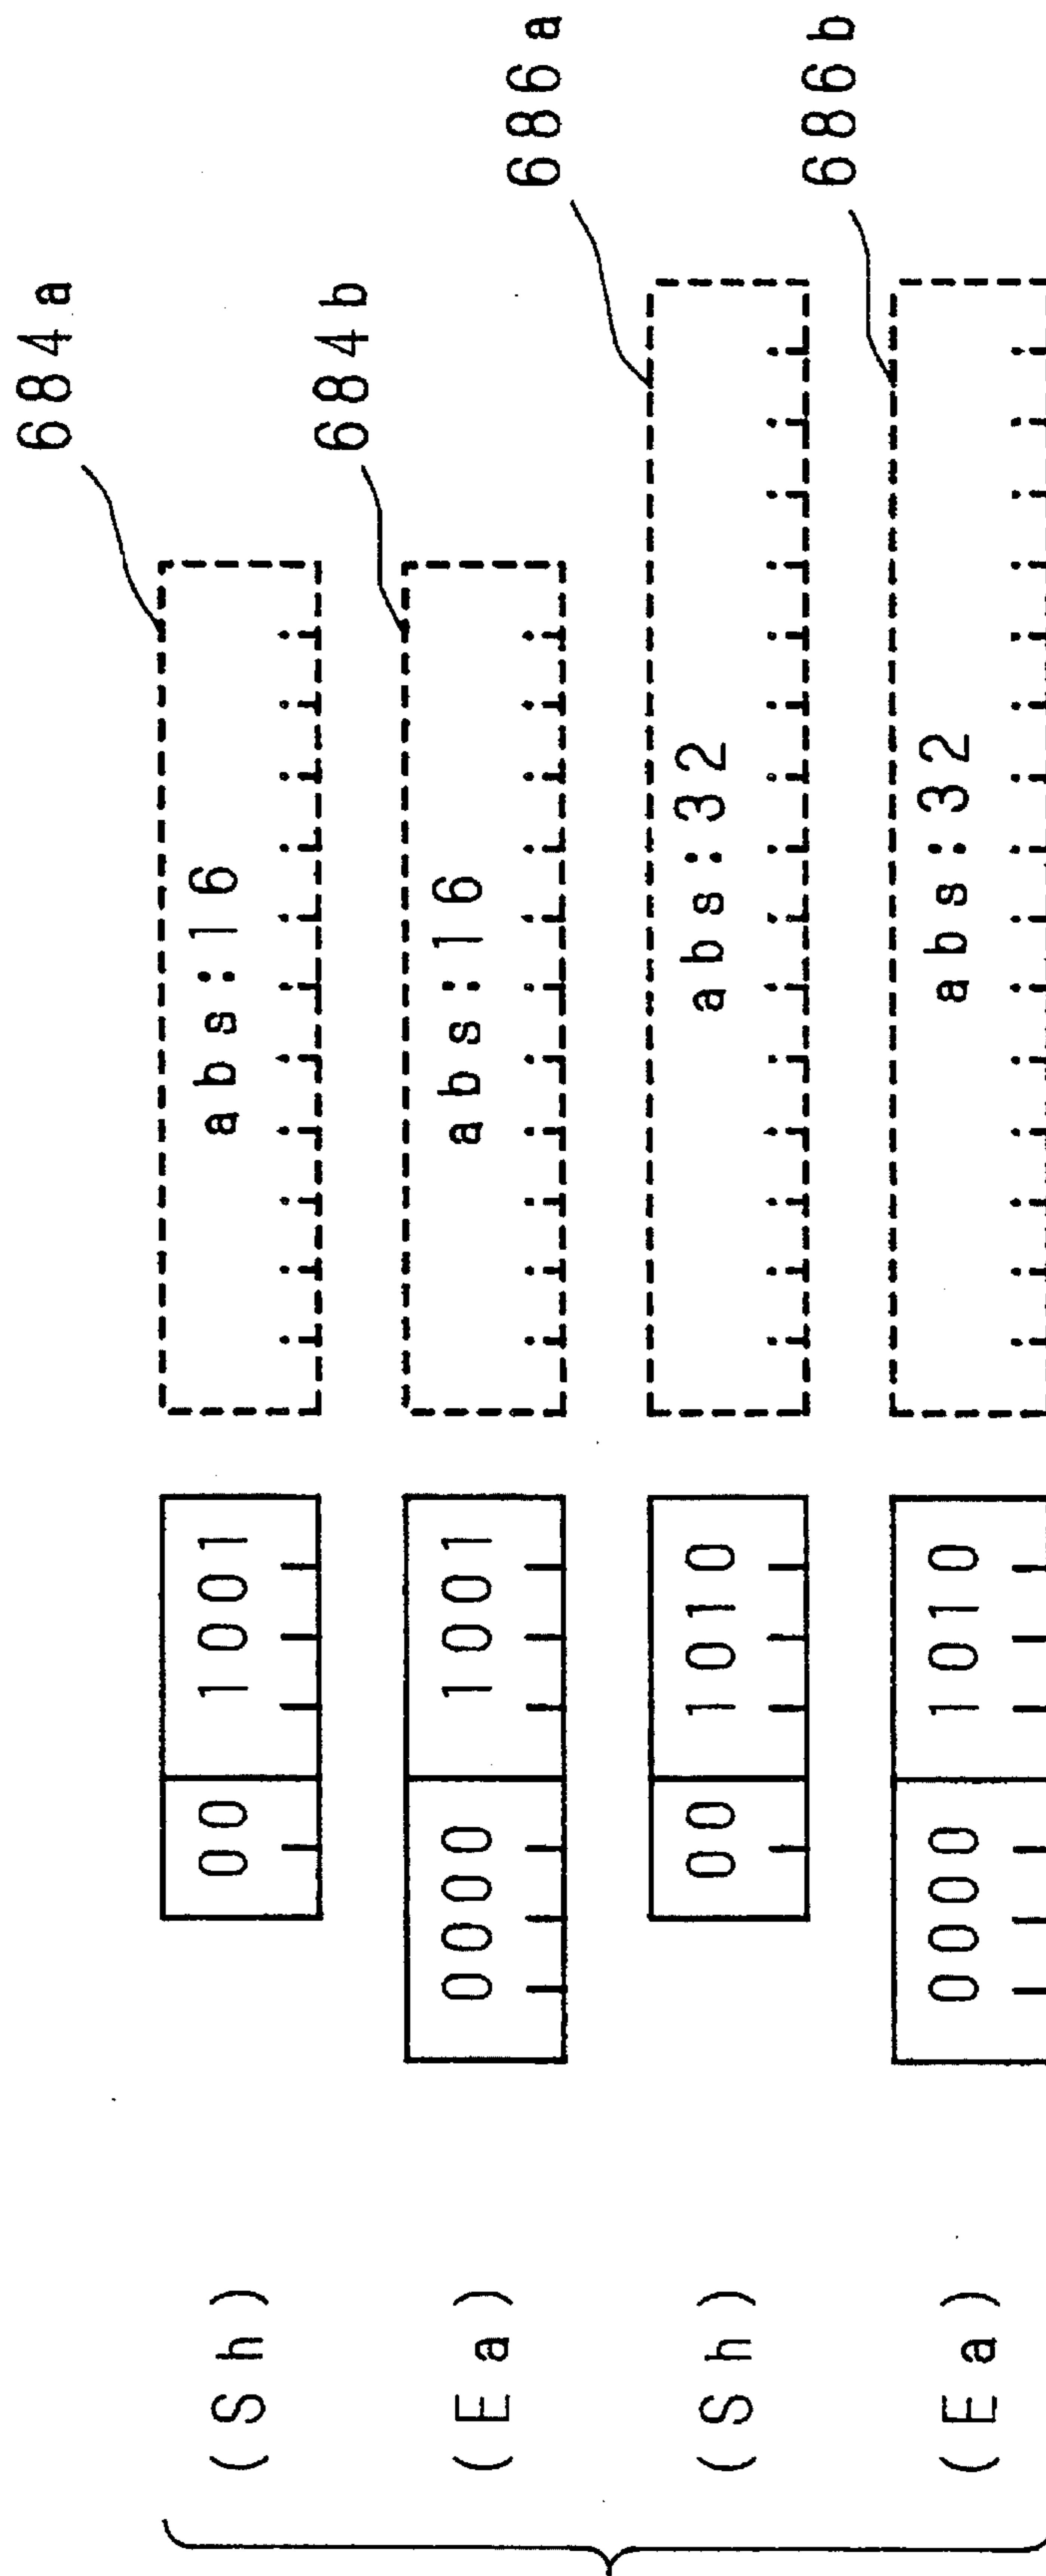 684a
(Sh) 00 1001 abs:16
684b
(Ea) 0000 1001 abs:16
686a
(Sh) 00 1010 abs:32
686b
(Ea) 0000 1010 abs:32